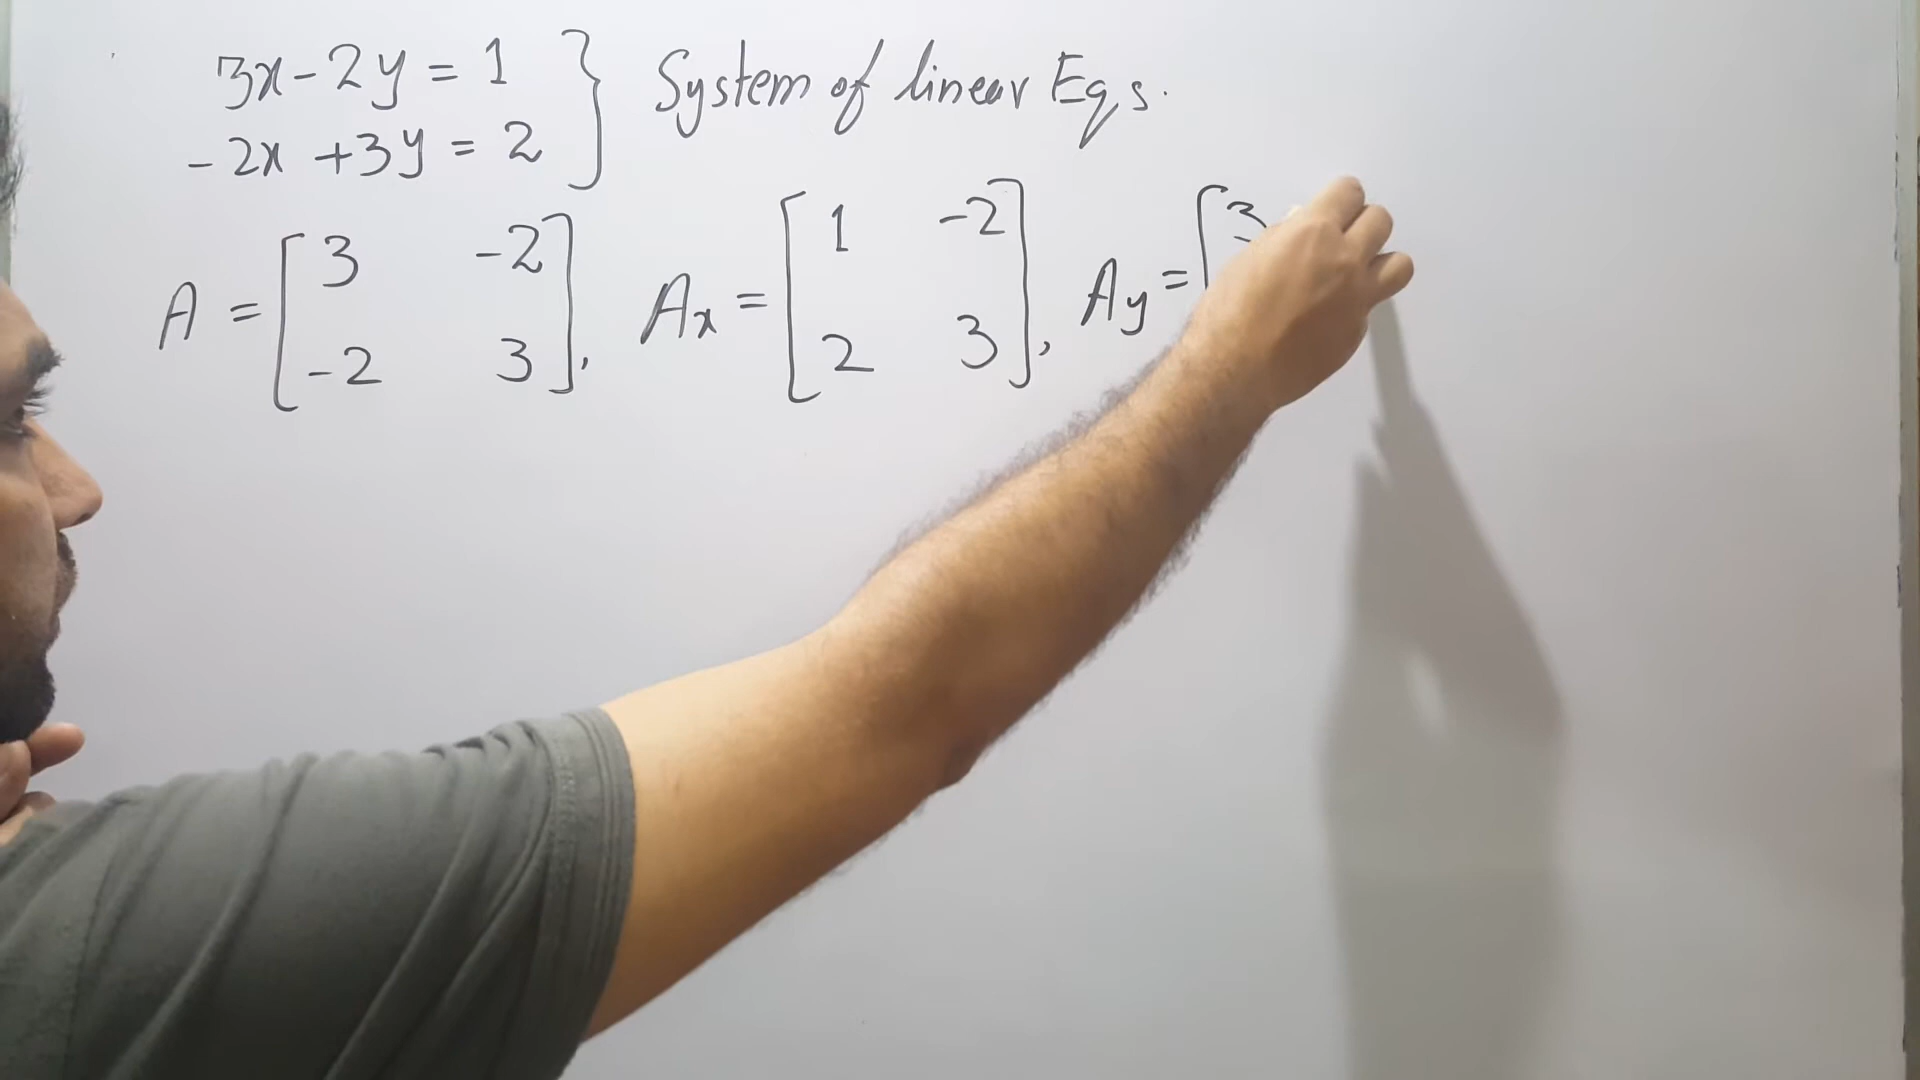 3x - 2y = 1 } System of linear Eqs.
-2x + 3y = 2
A = [ 3 -2 , Ax = [ 1 -2 , Ay = [ 3
-2 3 ] 2 3 ]